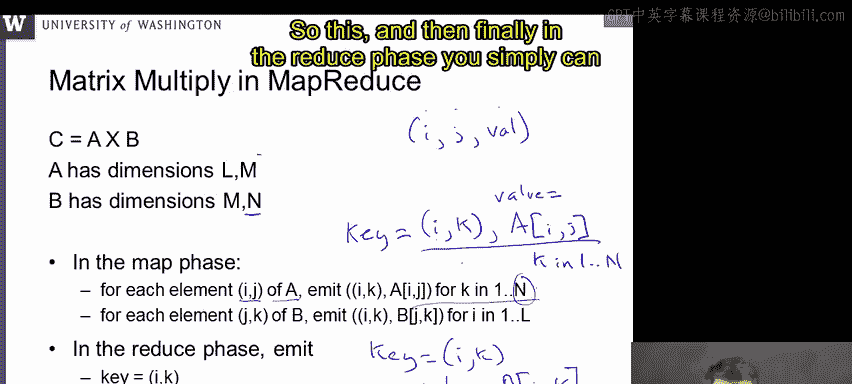 GPT中英字幕课程资源@bilibili.com
So this, and then finally in
the reduce phase you simply can
W UNIVERSITY of WASHINGTON
Matrix Multiply in MapReduce
C = A X B
A has dimensions L,M
B has dimensions M,N
(i, j, val)
value=
key = (i,k), A[i,j]
k in 1..N
• In the map phase:
– for each element (i,j) of A, emit ((i,k), A[i,j]) for k in 1..N
– for each element (j,k) of B, emit ((i,k), B[j,k]) for i in 1..L
• In the reduce phase, emit
key=(i,k)
– key = (i,k)